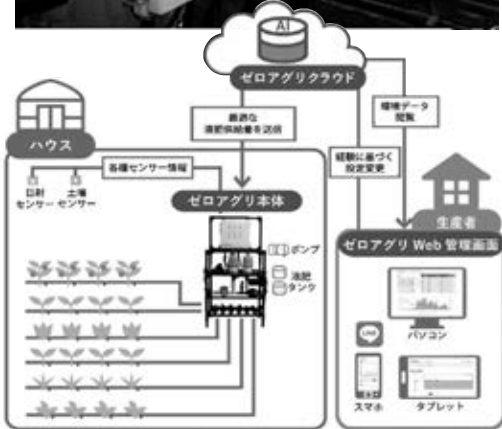 AI
ゼロアグリクラウド
最適な
液肥供給量を送信
環境データ
閲覧
ハウス
各種センサー情報
経験に基づく
設定変更
日射
センサー
土壌
センサー
ゼロアグリ本体
生産者
ポンプ
液肥
タンク
ゼロアグリ Web 管理画面
パソコン
LINE
スマホ
タブレット